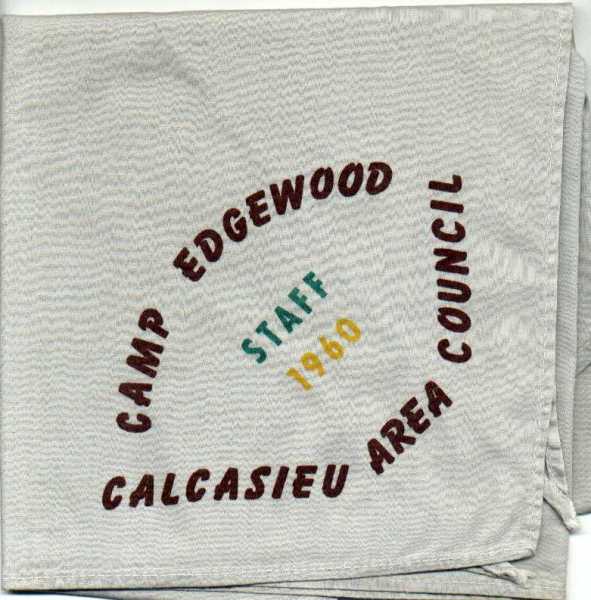 CAMP EDGEWOOD
STAFF
1960
CALCASIEU AREA COUNCIL